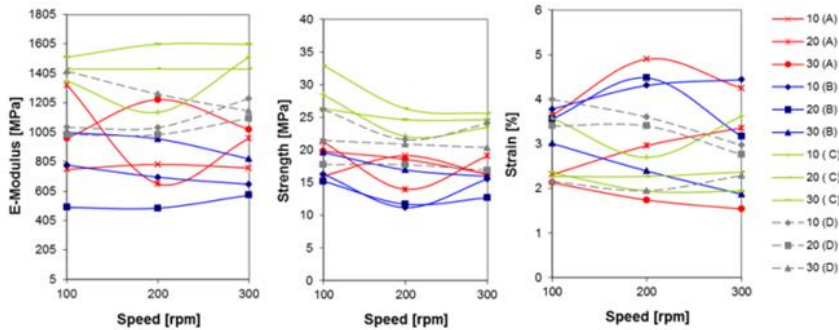 1805
1605
1405
1205
1005
805
605
405
205
5
E-Modulus [MPa]
100 200 300
Speed [rpm]
40
35
30
25
20
15
10
5
0
Strength [MPa]
100 200 300
Speed [rpm]
6
5
4
3
2
1
0
Strain [%]
100 200 300
Speed [rpm]
10 (A)
20 (A)
30 (A)
10 (B)
20 (B)
30 (B)
10 ( C)
20 ( C)
30 ( C)
10 (D)
20 (D)
30 (D)